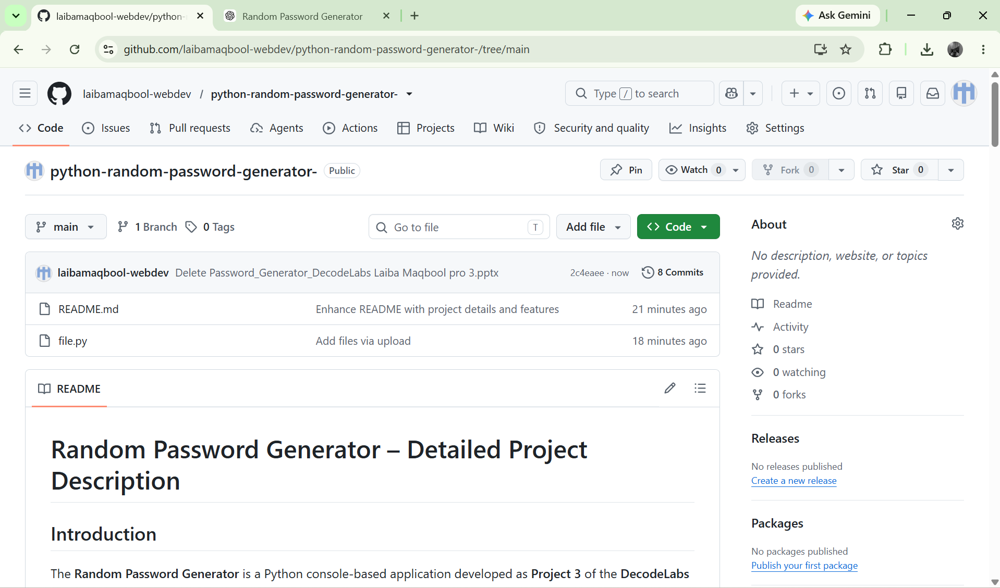 laibamaqbool-webdev/python-
Random Password Generator
Ask Gemini
github.com/laibamaqbool-webdev/python-random-password-generator-/tree/main
laibamaqbool-webdev / python-random-password-generator-
Type / to search
Code
Issues
Pull requests
Agents
Actions
Projects
Wiki
Security and quality
Insights
Settings
python-random-password-generator- Public
Pin
Watch 0
Fork 0
Star 0
main
1 Branch
0 Tags
Go to file T
Add file
Code
laibamaqbool-webdev Delete Password_Generator_DecodeLabs Laiba Maqbool pro 3.pptx 2c4eaee · now 8 Commits
README.md Enhance README with project details and features 21 minutes ago
file.py Add files via upload 18 minutes ago
README
Random Password Generator – Detailed Project
Description
Introduction
The Random Password Generator is a Python console-based application developed as Project 3 of the DecodeLabs
About
No description, website, or topics
provided.
Readme
Activity
0 stars
0 watching
0 forks
Releases
No releases published
Create a new release
Packages
No packages published
Publish your first package